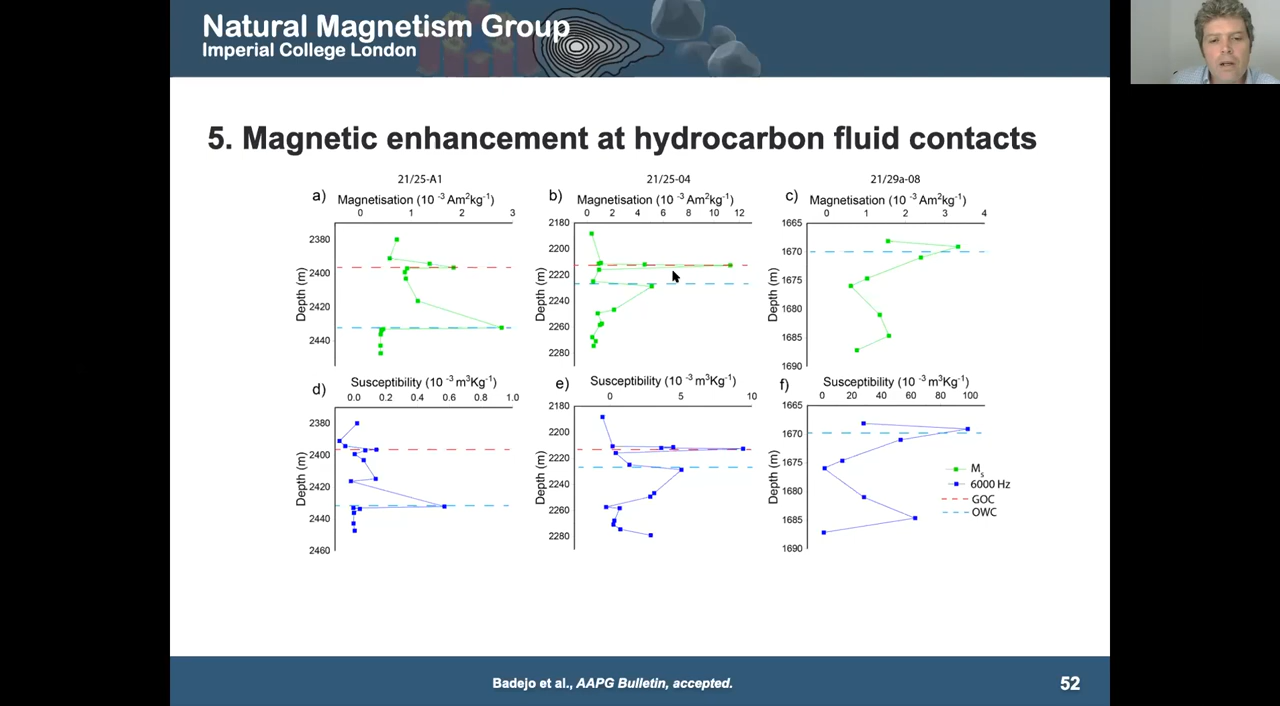 Natural Magnetism Group
Imperial College London
5. Magnetic enhancement at hydrocarbon fluid contacts
21/25-A1
a)
Magnetisation (10 -3 Am2kg-1)
0 1 2 3
2380
2400
2420
2440
Depth (m)
21/25-04
b)
Magnetisation (10 -3 Am2kg-1)
0 2 4 6 8 10 12
2180
2200
2220
2240
2260
2280
Depth (m)
21/29a-08
c)
Magnetisation (10 -3 Am2kg-1)
0 1 2 3 4
1665
1670
1675
1680
1685
1690
Depth (m)
d)
Susceptibility (10 -3 m3Kg-1)
0.0 0.2 0.4 0.6 0.8 1.0
2380
2400
2420
2440
2460
Depth (m)
e)
Susceptibility (10 -3 m3Kg-1)
0 5 10
2180
2200
2220
2240
2260
2280
Depth (m)
f)
Susceptibility (10 -3 m3Kg-1)
0 20 40 60 80 100
1665
1670
1675
1680
1685
1690
Depth (m)
Ms
6000 Hz
GOC
OWC
Badejo et al., AAPG Bulletin, accepted.
52